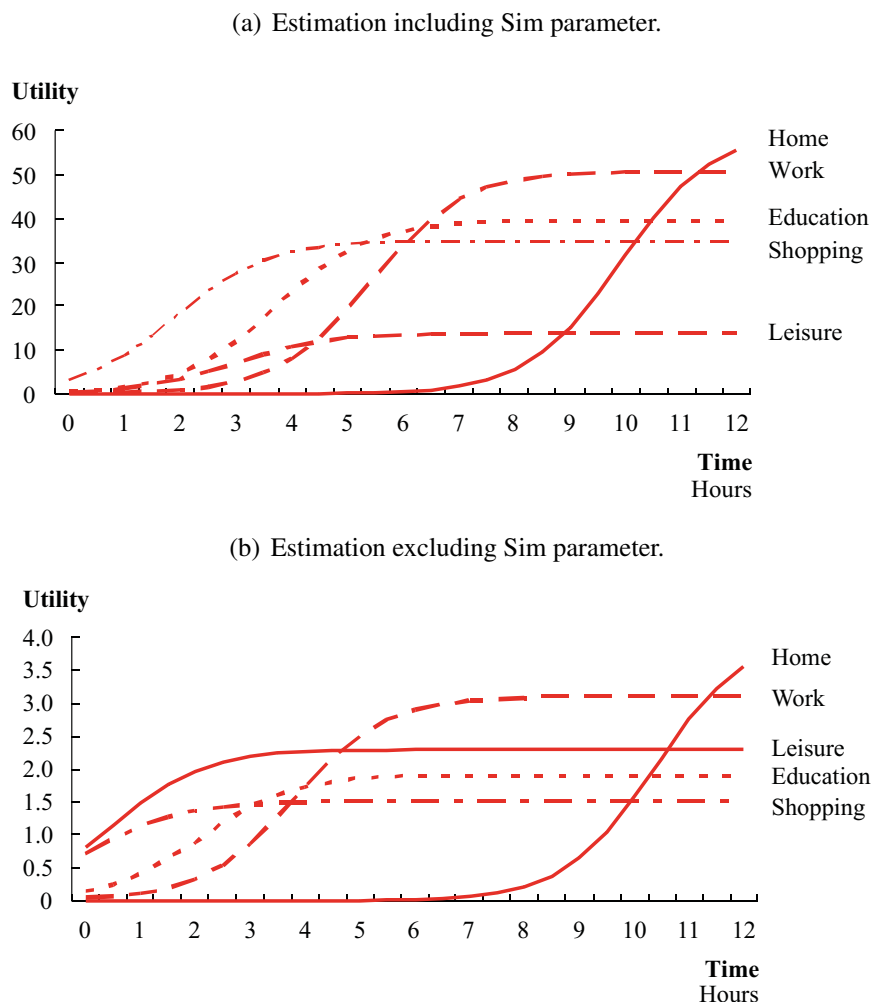 (a) Estimation including Sim parameter.
Utility
60
50
40
30
20
10
0
Home
Work
Education
Shopping
Leisure
0 1 2 3 4 5 6 7 8 9 10 11 12
Time
Hours
(b) Estimation excluding Sim parameter.
Utility
4.0
3.5
3.0
2.5
2.0
1.5
1.0
0.5
0
Home
Work
Leisure
Education
Shopping
0 1 2 3 4 5 6 7 8 9 10 11 12
Time
Hours